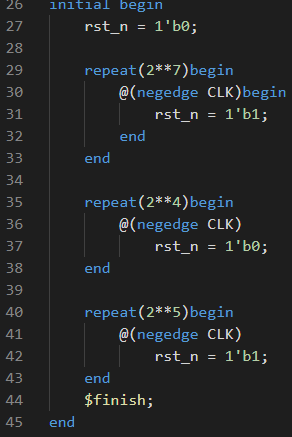 26 initial begin
27 rst_n = 1'b0;
28
29 repeat(2**7)begin
30 @(negedge CLK)begin
31 rst_n = 1'b1;
32 end
33 end
34
35 repeat(2**4)begin
36 @(negedge CLK)
37 rst_n = 1'b0;
38 end
39
40 repeat(2**5)begin
41 @(negedge CLK)
42 rst_n = 1'b1;
43 end
44 $finish;
45 end